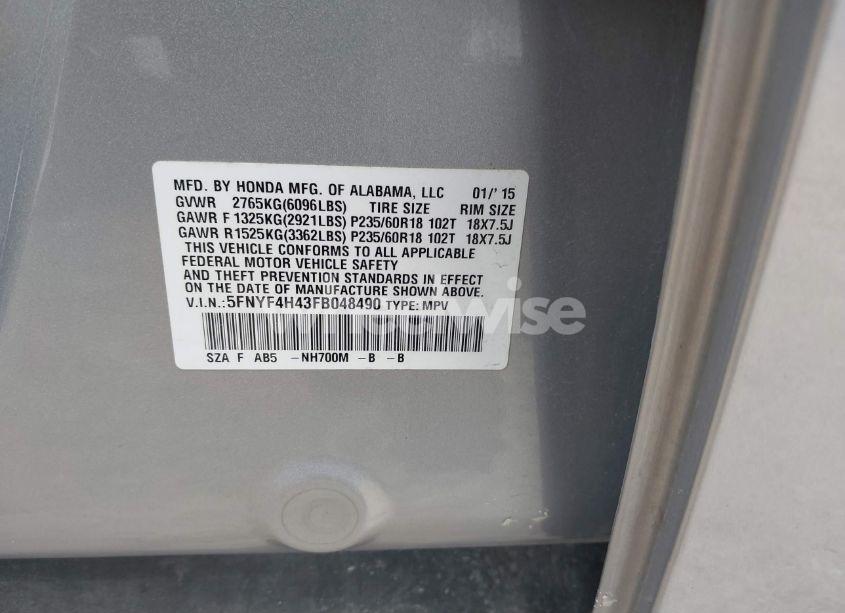 MFD. BY HONDA MFG. OF ALABAMA, LLC 01/'15
GVWR 2765KG(6096LBS) TIRE SIZE RIM SIZE
GAWR F 1325KG(2921LBS) P235/60R18 102T 18X7.5J
GAWR R 1525KG(3362LBS) P235/60R18 102T 18X7.5J
THIS VEHICLE CONFORMS TO ALL APPLICABLE
FEDERAL MOTOR VEHICLE SAFETY
AND THEFT PREVENTION STANDARDS IN EFFECT
ON THE DATE OF MANUFACTURE SHOWN ABOVE.
V.I.N.:5FNYF4H43FB048490 TYPE: MPV
wheelwise
SZA F AB5 -NH700M -B -B